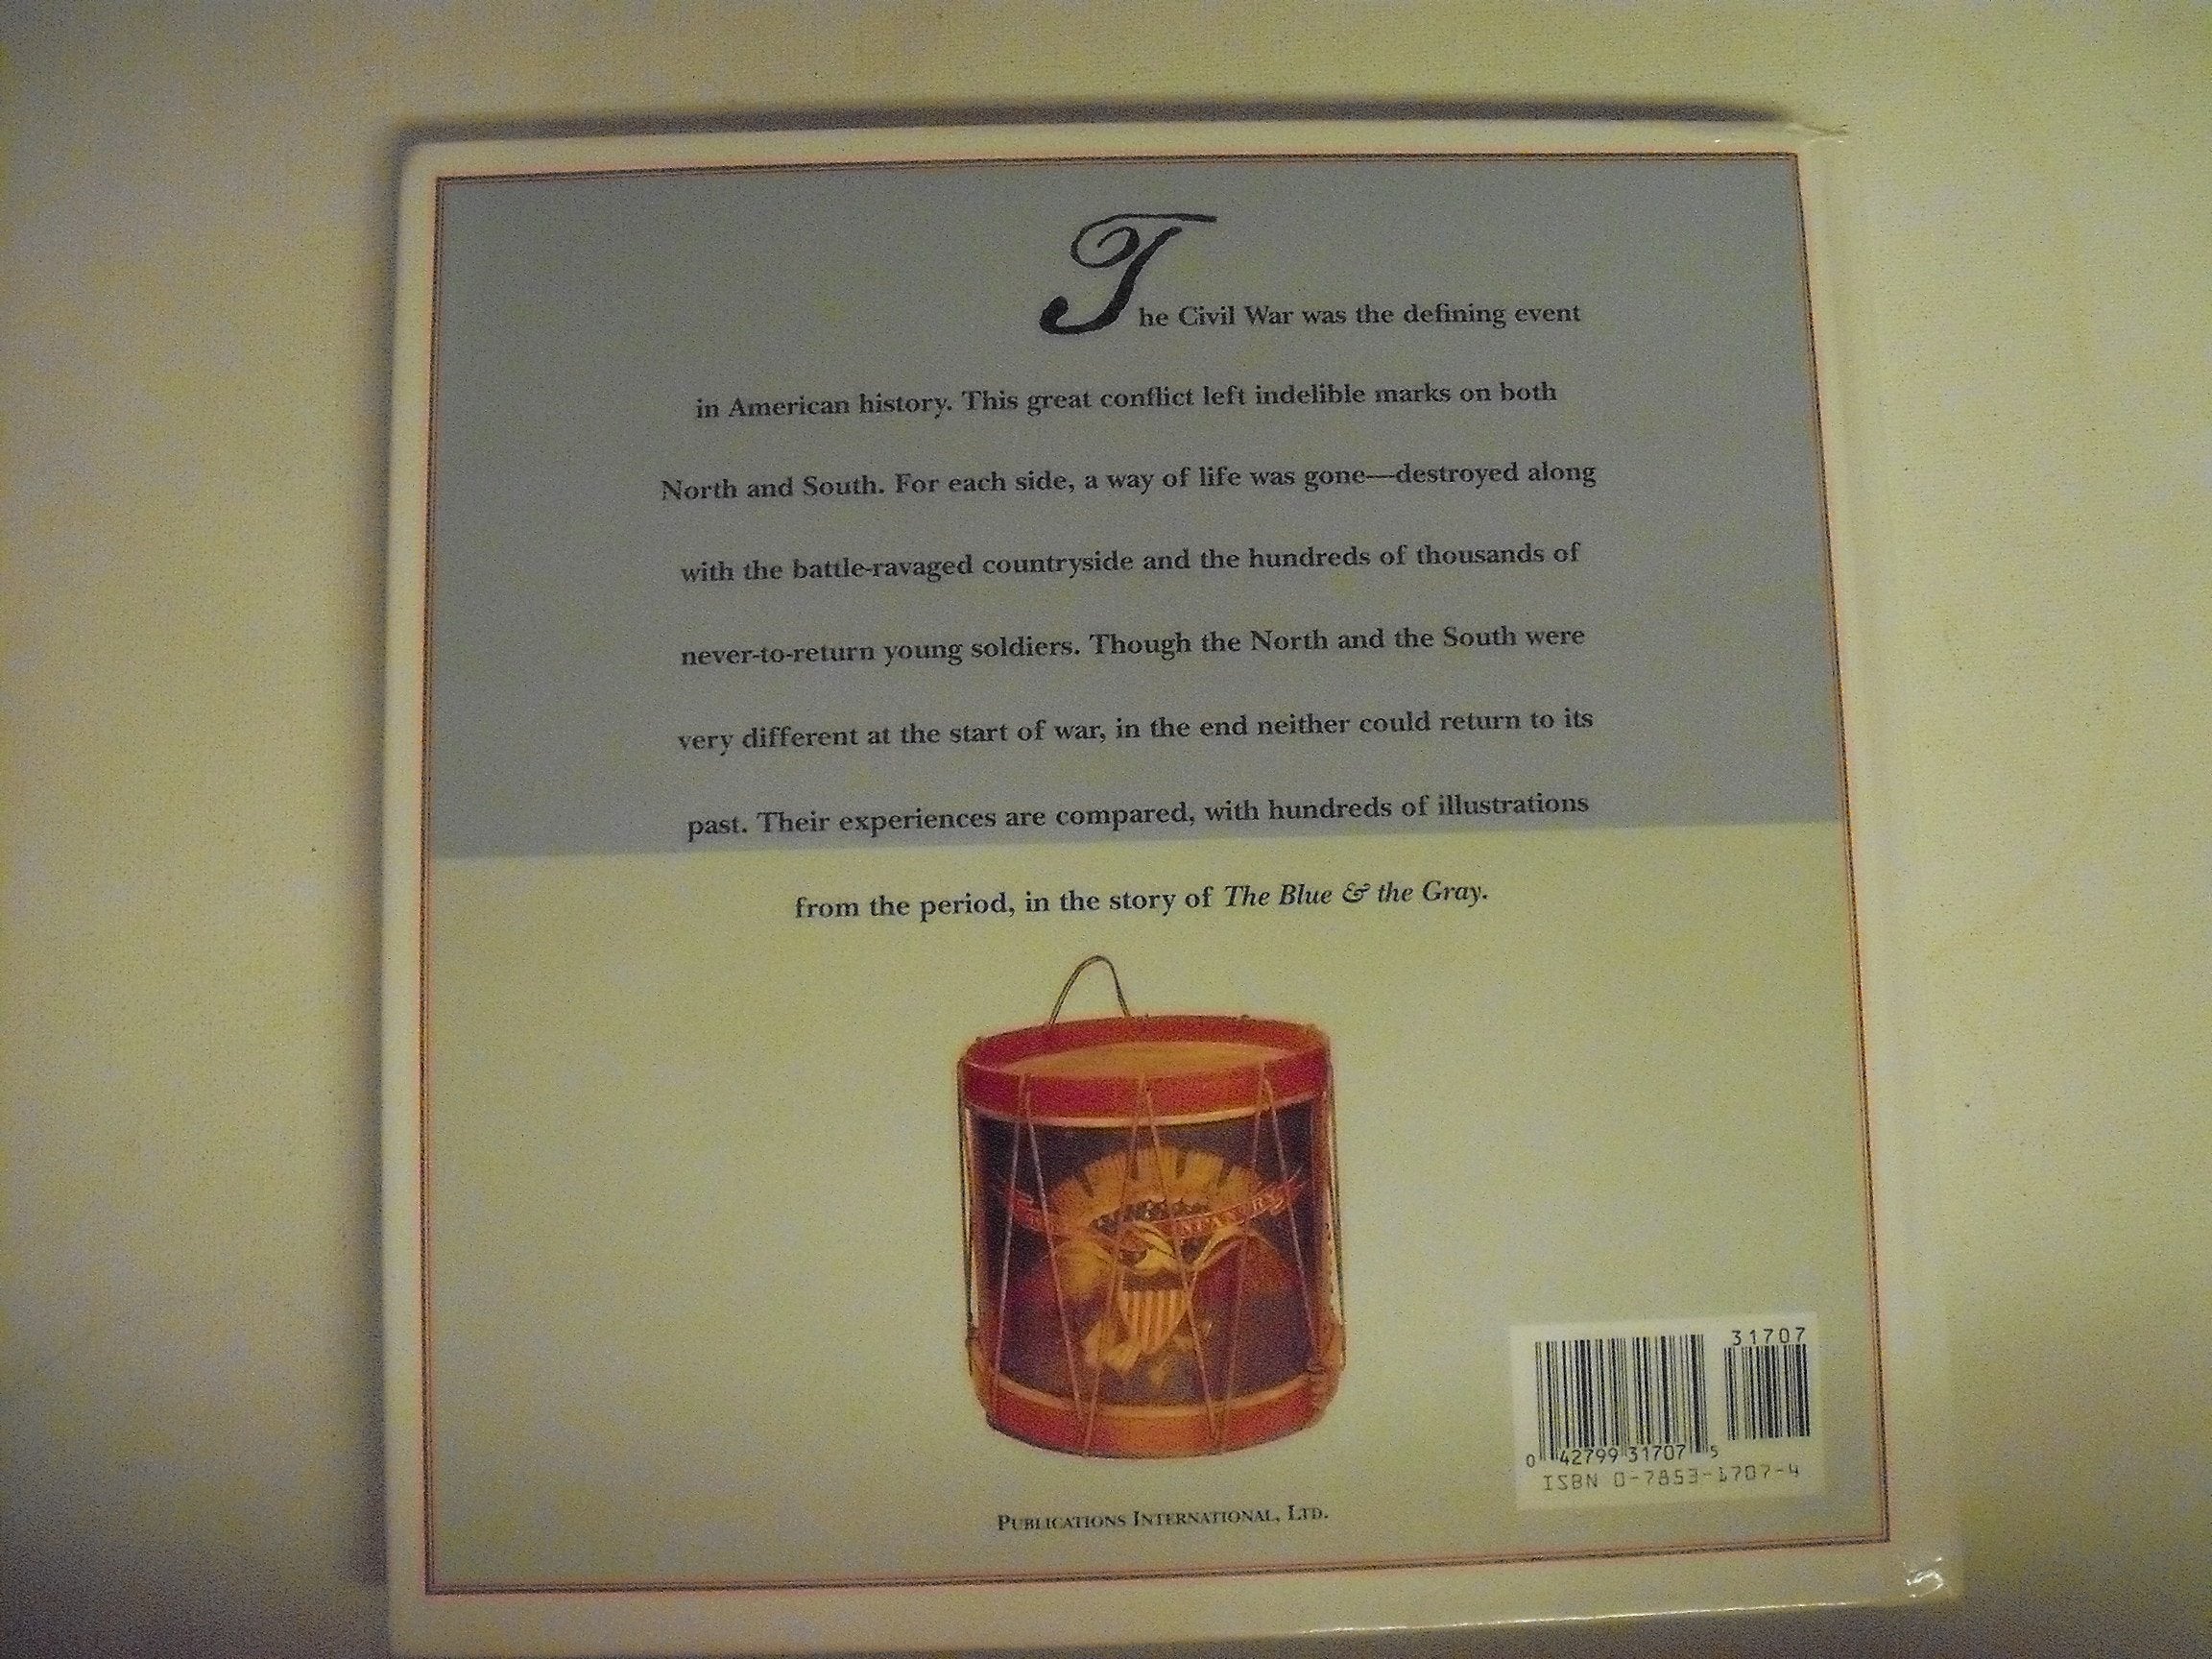 The Civil War was the defining event
in American history. This great conflict left indelible marks on both
North and South. For each side, a way of life was gone—destroyed along
with the battle-ravaged countryside and the hundreds of thousands of
never-to-return young soldiers. Though the North and the South were
very different at the start of war, in the end neither could return to its
past. Their experiences are compared, with hundreds of illustrations
from the period, in the story of The Blue & the Gray.
31707
0 42799 31707 5
ISBN 0-7853-1707-4
PUBLICATIONS INTERNATIONAL, LTD.